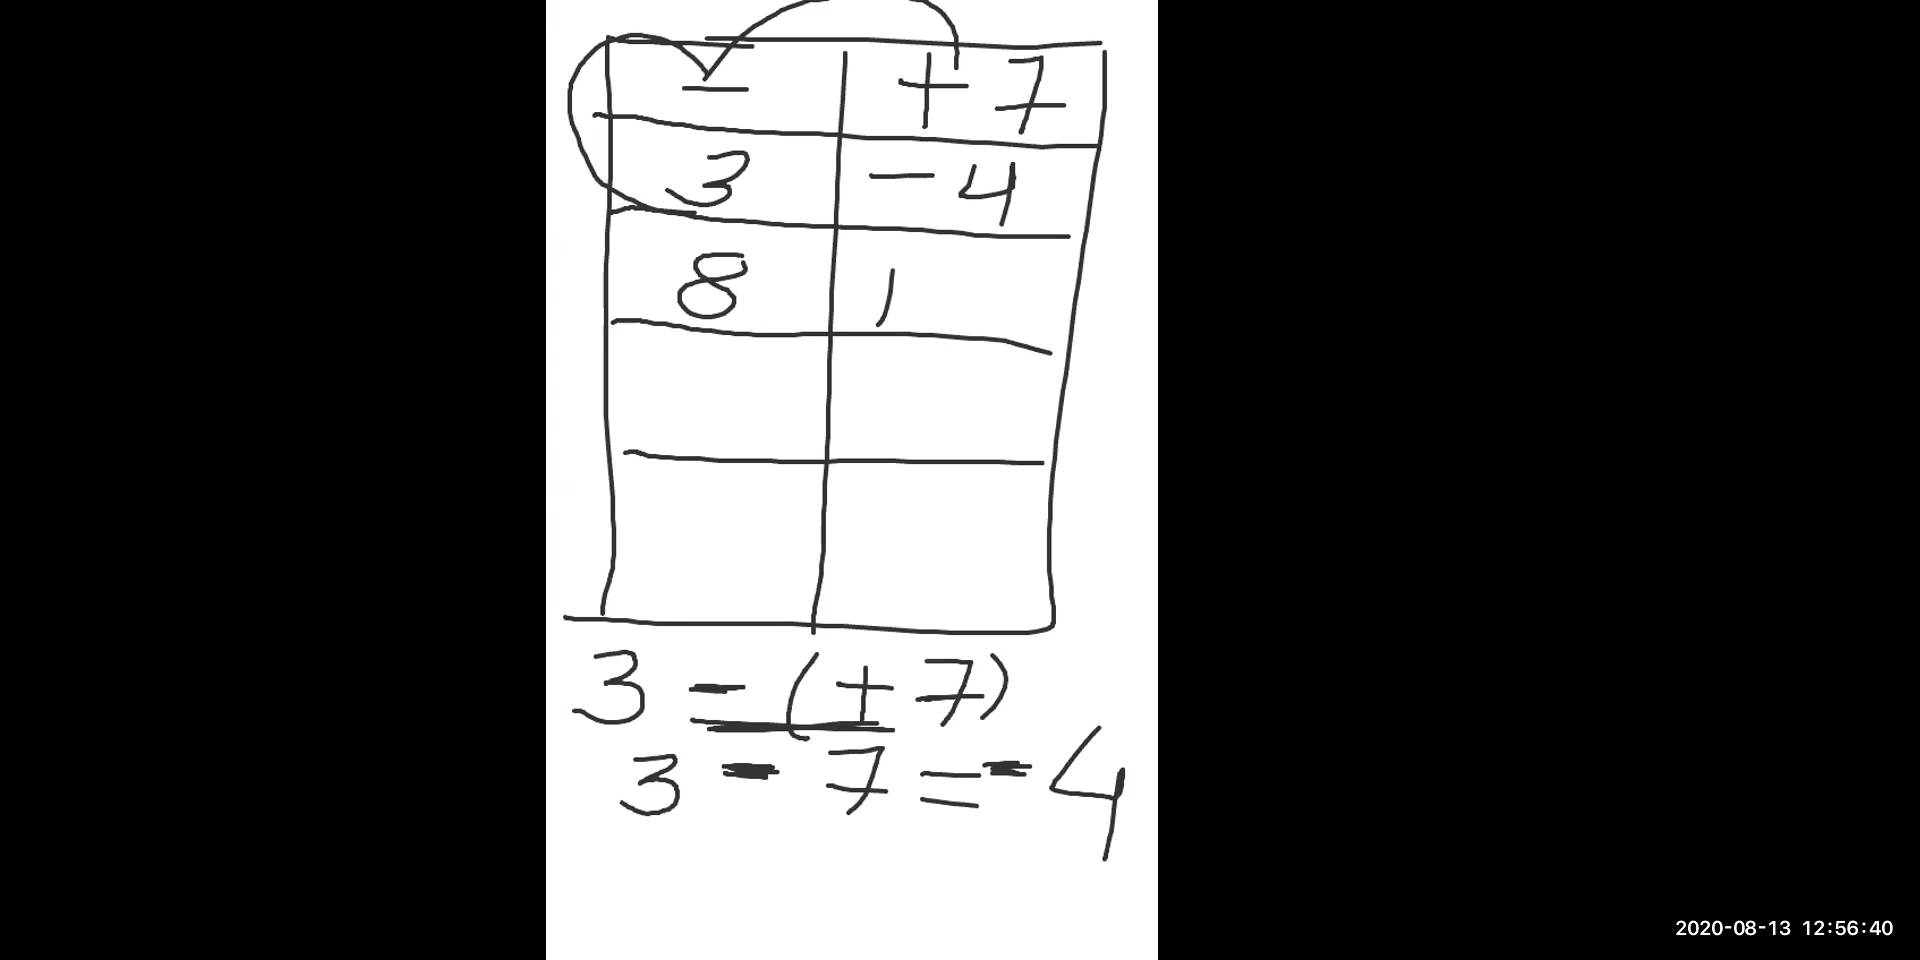 − + 7
3 − 4
8 1
3 − (+ 7)
3 − 7 = − 4
2020-08-13 12:56:40